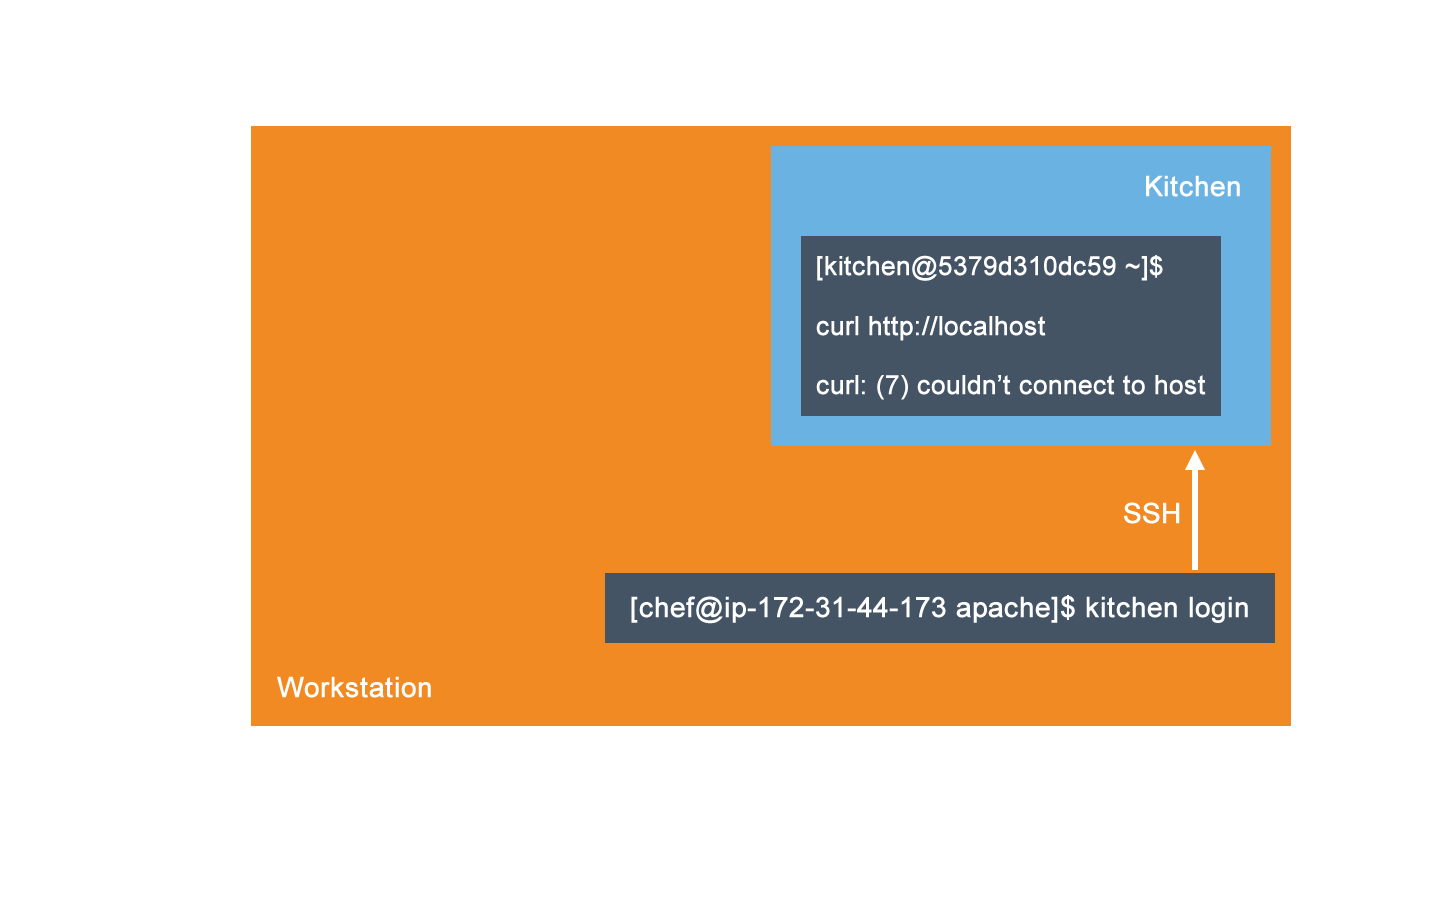 Kitchen
[kitchen@5379d310dc59 ~]$
curl http://localhost
curl: (7) couldn’t connect to host
SSH
[chef@ip-172-31-44-173 apache]$ kitchen login
Workstation